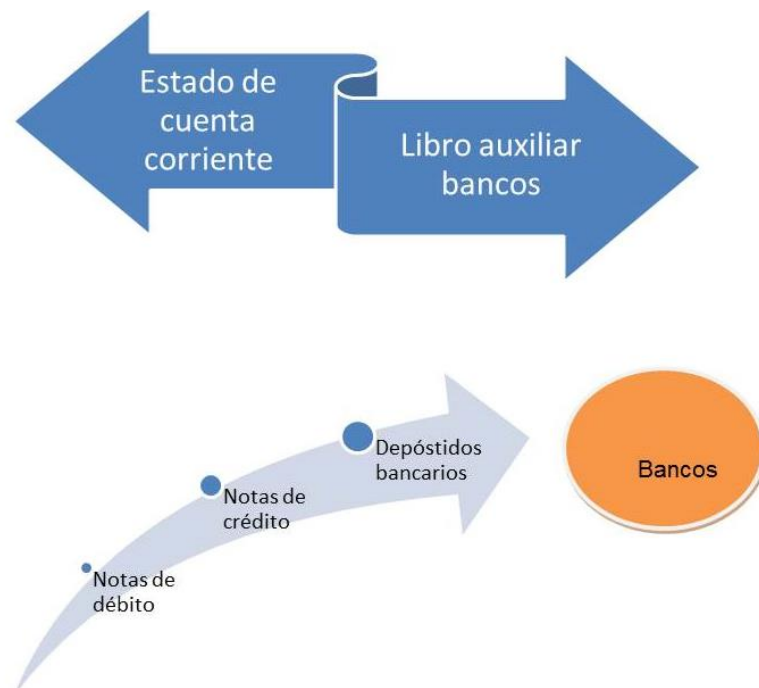 Estado de
cuenta
corriente
Libro auxiliar
bancos
Depóstidos
bancarios
Bancos
Notas de
crédito
Notas de
débito